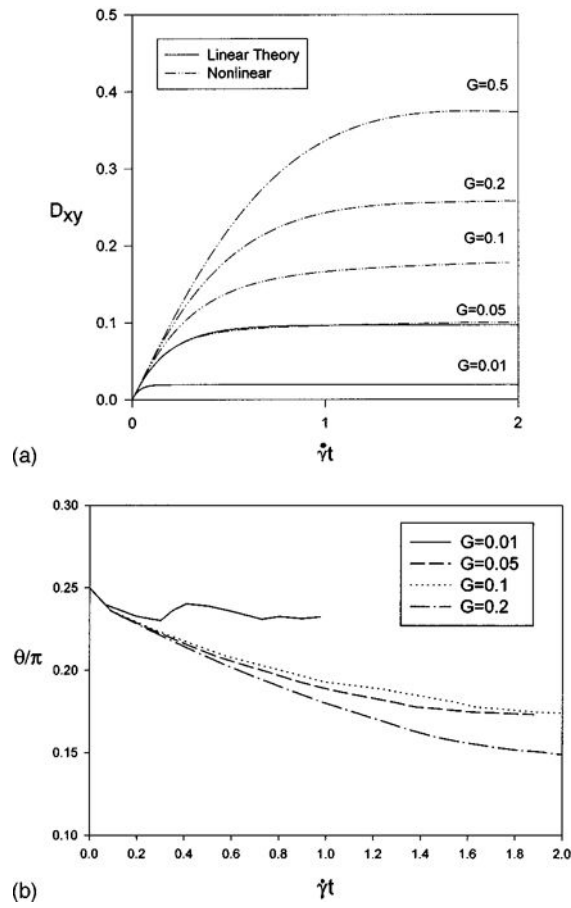 0.5
Linear Theory
Nonlinear
G=0.5
0.4
0.3
Dxy
G=0.2
0.2
G=0.1
0.1
G=0.05
G=0.01
0.0
0
1
2
γ̇t
(a)
0.30
G=0.01
G=0.05
G=0.1
G=0.2
0.25
θ/π
0.20
0.15
0.10
0.0 0.2 0.4 0.6 0.8 1.0 1.2 1.4 1.6 1.8 2.0
γ̇t
(b)